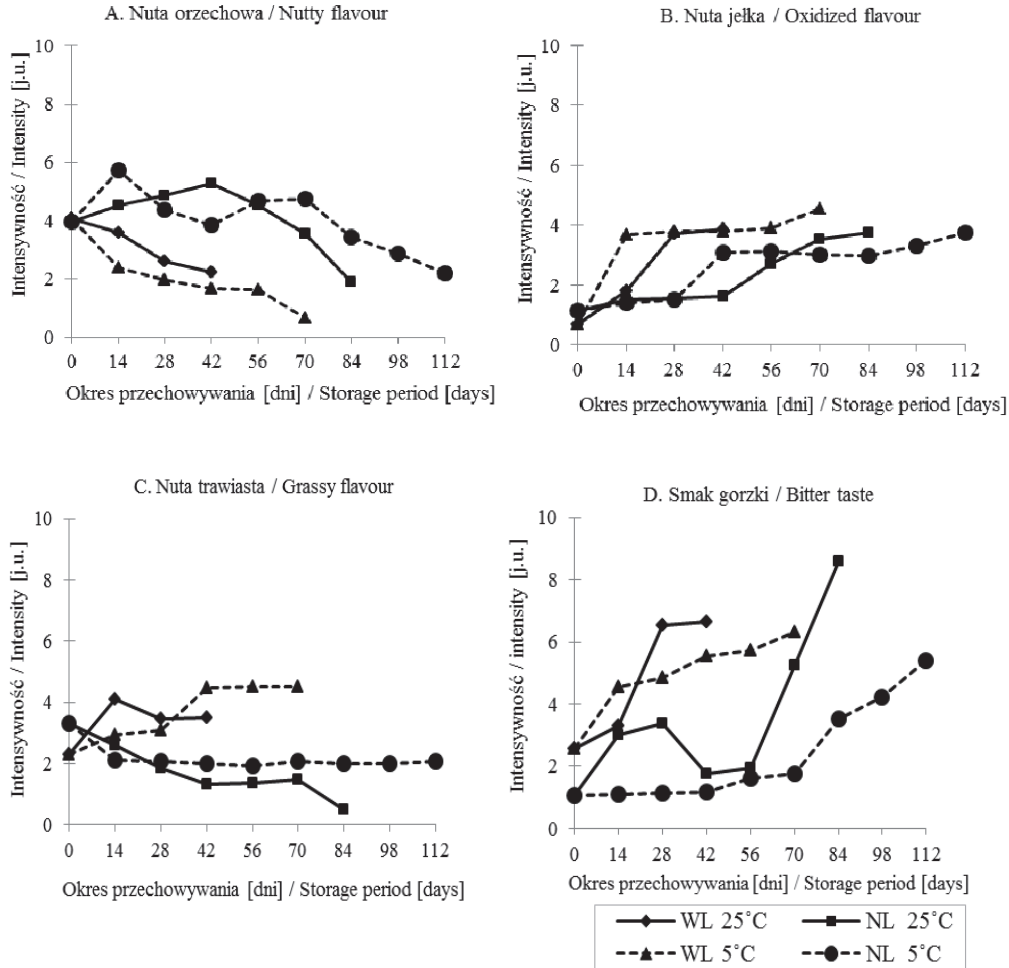 A. Nuta orzechowa / Nutty flavour
Intensywność / Intensity [j.u.]
10
8
6
4
2
0
0 14 28 42 56 70 84 98 112
Okres przechowywania [dni] / Storage period [days]
B. Nuta jełka / Oxidized flavour
Intensywność / Intensity [j.u.]
10
8
6
4
2
0
0 14 28 42 56 70 84 98 112
Okres przechowywania [dni] / Storage period [days]
C. Nuta trawiasta / Grassy flavour
Intensywność / Intensity [j.u.]
10
8
6
4
2
0
0 14 28 42 56 70 84 98 112
Okres przechowywania [dni] / Storage period [days]
D. Smak gorzki / Bitter taste
Intensywność / intensity [j.u.]
10
8
6
4
2
0
0 14 28 42 56 70 84 98 112
Okres przechowywania [dni] / Storage period [days]
WL 25˚C NL 25˚C
WL 5˚C NL 5˚C